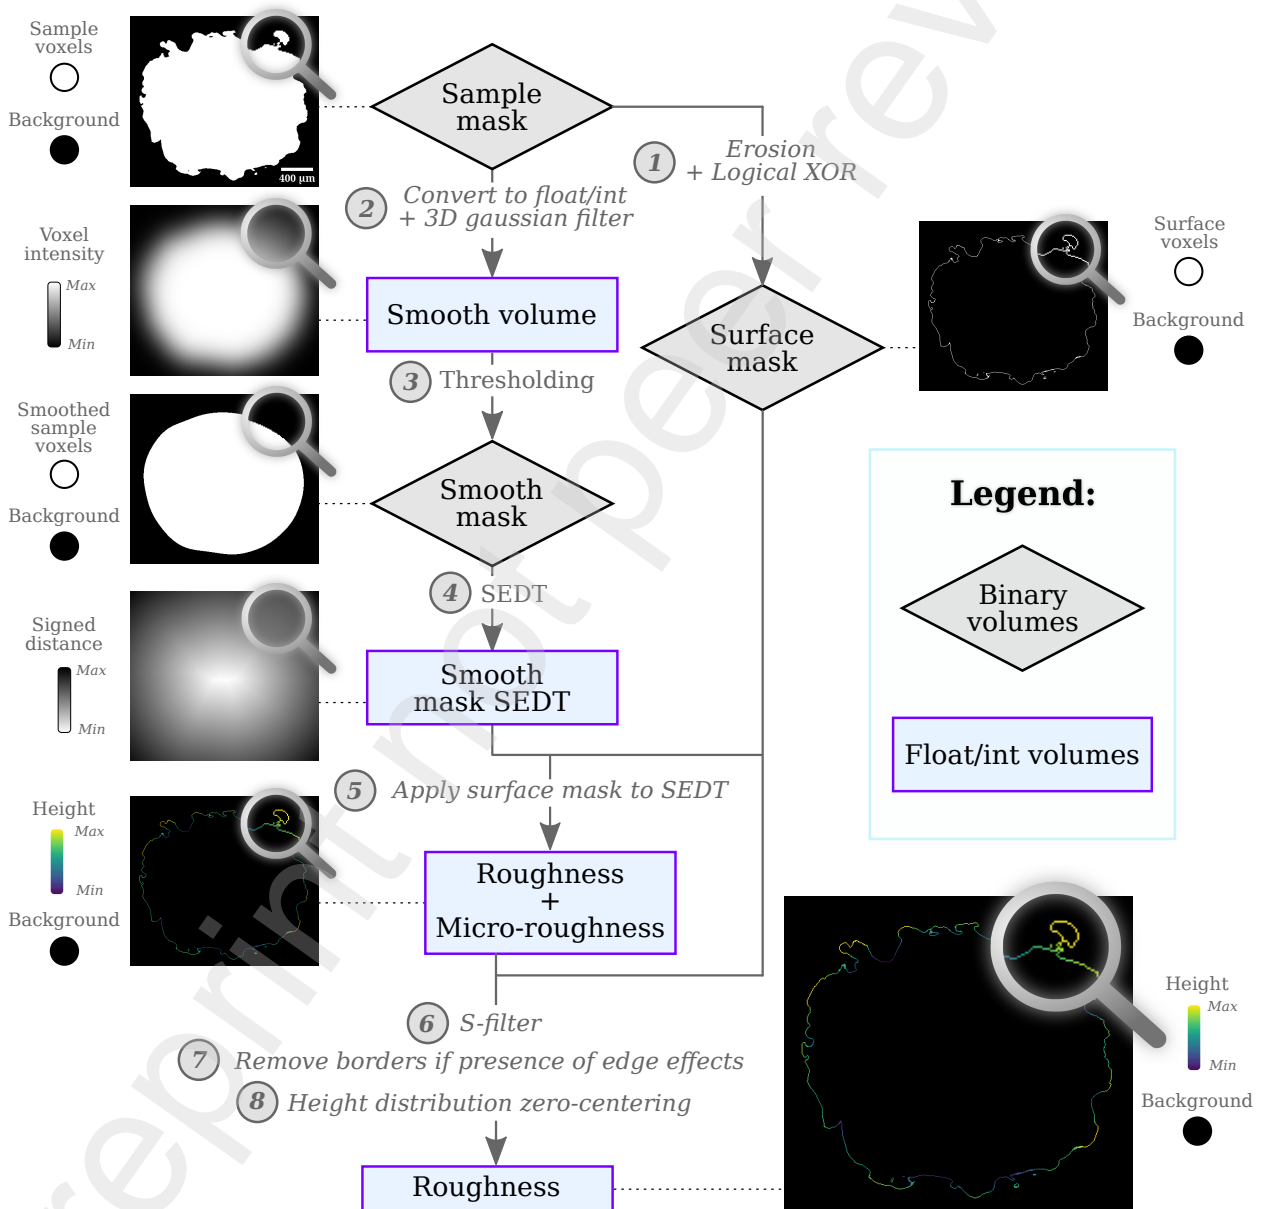 Sample
voxels
Background
400 µm
Sample
mask
1
Erosion
+ Logical XOR
2
Convert to float/int
+ 3D gaussian filter
Voxel
intensity
Max
Min
Smooth volume
Surface
mask
Surface
voxels
Background
3
Thresholding
Smoothed
sample
voxels
Background
Smooth
mask
4
SEDT
Signed
distance
Max
Min
Smooth
mask SEDT
Legend:
Binary
volumes
Float/int volumes
5
Apply surface mask to SEDT
Height
Max
Min
Background
Roughness
+
Micro-roughness
6
S-filter
7
Remove borders if presence of edge effects
8
Height distribution zero-centering
Roughness
Height
Max
Min
Background
reprint not peer rev